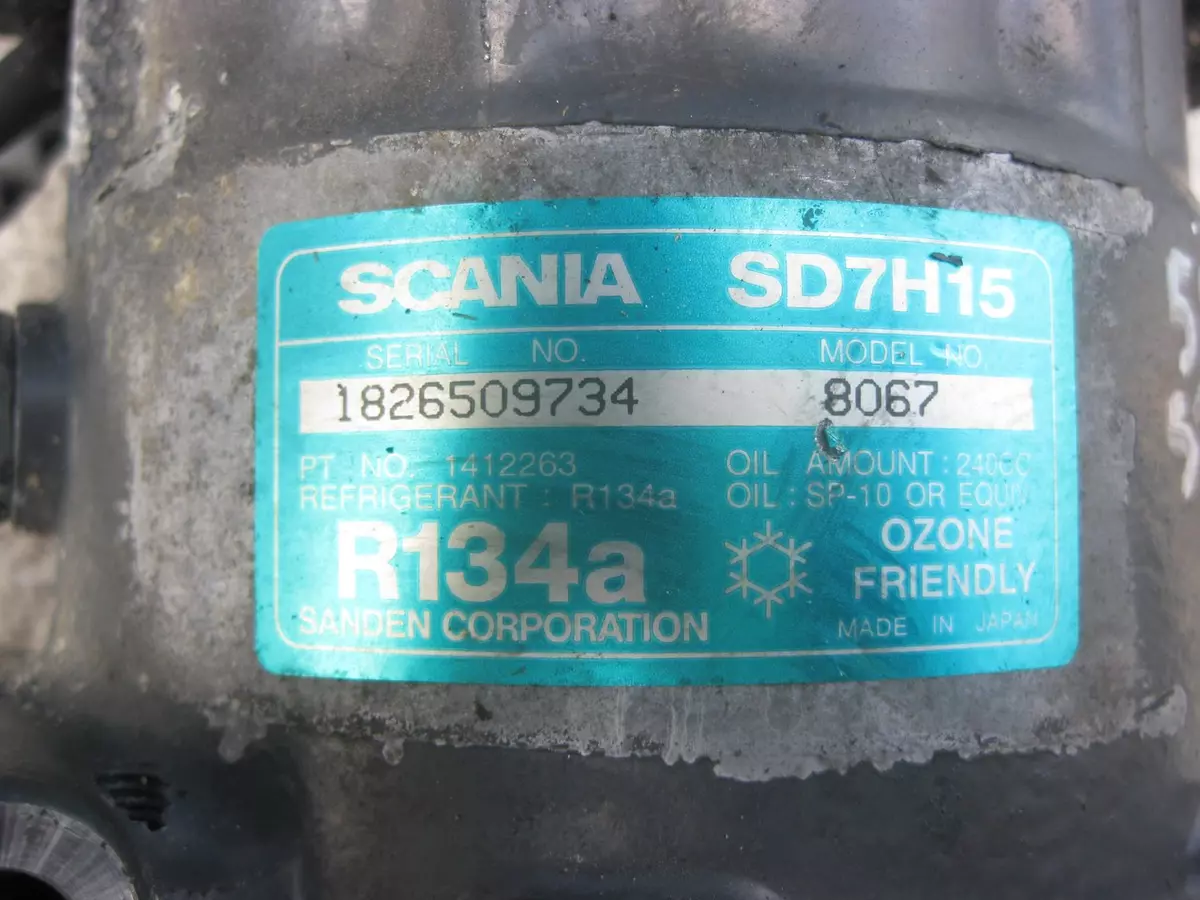 SCANIA SD7H15
SERIAL NO. MODEL NO.
1826509734 8067
PT NO. 1412263 OIL AMOUNT : 240CC
REFRIGERANT : R134a OIL : SP-10 OR EQUIV
R134a OZONE
FRIENDLY
SANDEN CORPORATION MADE IN JAPAN